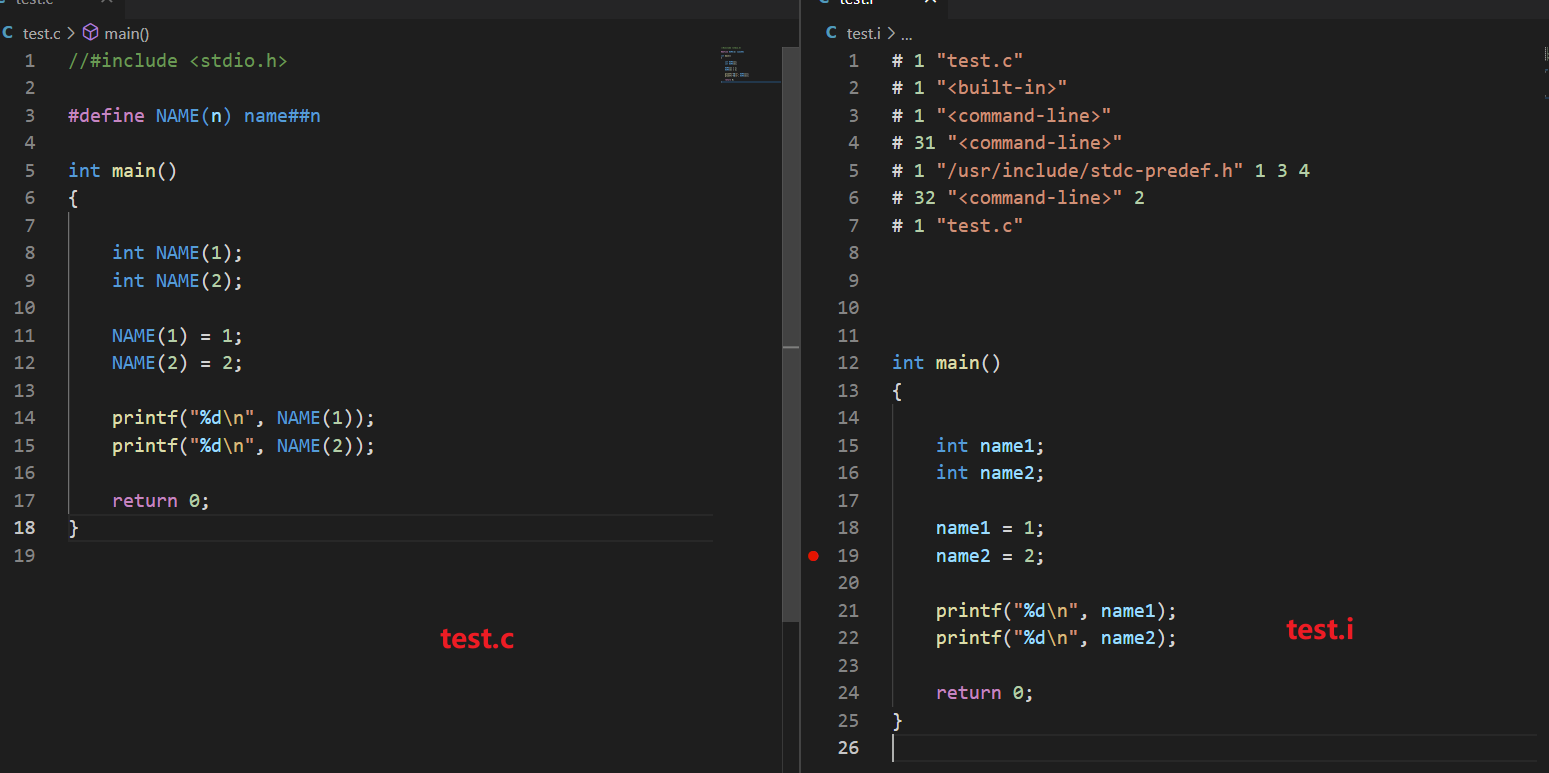 test.c
C test.c > main()
1 //#include <stdio.h>
2
3 #define NAME(n) name##n
4
5 int main()
6 {
7
8 int NAME(1);
9 int NAME(2);
10
11 NAME(1) = 1;
12 NAME(2) = 2;
13
14 printf("%d\n", NAME(1));
15 printf("%d\n", NAME(2));
16
17 return 0;
18 }
19
test.c
test.i
C test.i > ...
1 # 1 "test.c"
2 # 1 "<built-in>"
3 # 1 "<command-line>"
4 # 31 "<command-line>"
5 # 1 "/usr/include/stdc-predef.h" 1 3 4
6 # 32 "<command-line>" 2
7 # 1 "test.c"
8
9
10
11
12 int main()
13 {
14
15 int name1;
16 int name2;
17
18 name1 = 1;
19 name2 = 2;
20
21 printf("%d\n", name1);
22 printf("%d\n", name2);
23
24 return 0;
25 }
26
test.i